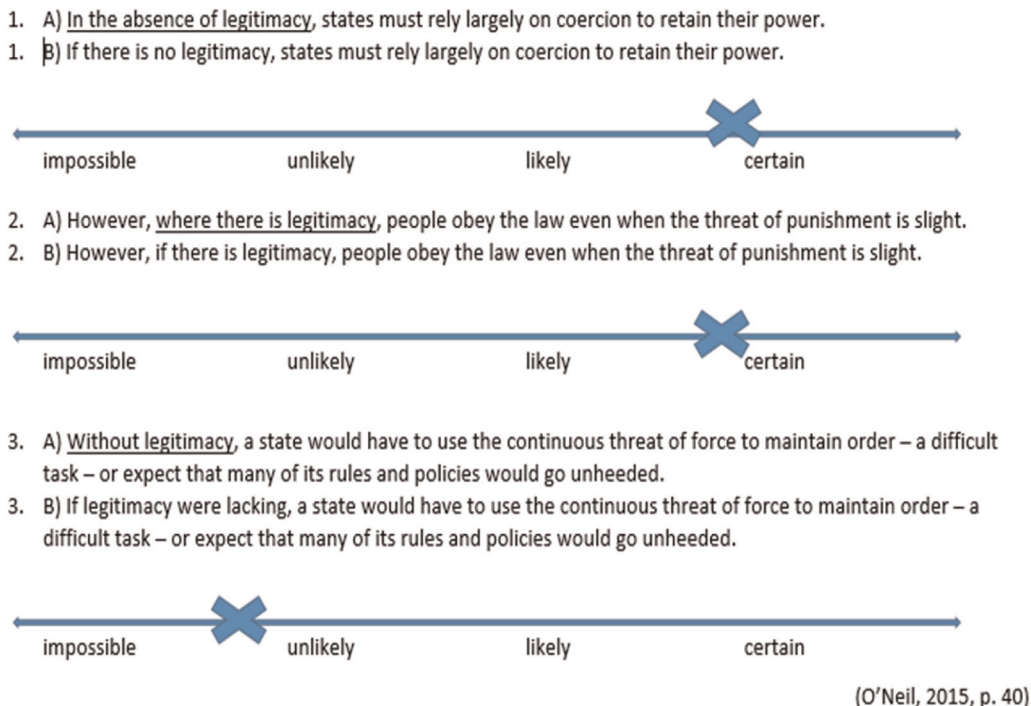 1. A) In the absence of legitimacy, states must rely largely on coercion to retain their power.
1. B) If there is no legitimacy, states must rely largely on coercion to retain their power.
impossible unlikely likely certain
2. A) However, where there is legitimacy, people obey the law even when the threat of punishment is slight.
2. B) However, if there is legitimacy, people obey the law even when the threat of punishment is slight.
impossible unlikely likely certain
3. A) Without legitimacy, a state would have to use the continuous threat of force to maintain order – a difficult
task – or expect that many of its rules and policies would go unheeded.
3. B) If legitimacy were lacking, a state would have to use the continuous threat of force to maintain order – a
difficult task – or expect that many of its rules and policies would go unheeded.
impossible unlikely likely certain
(O’Neil, 2015, p. 40)